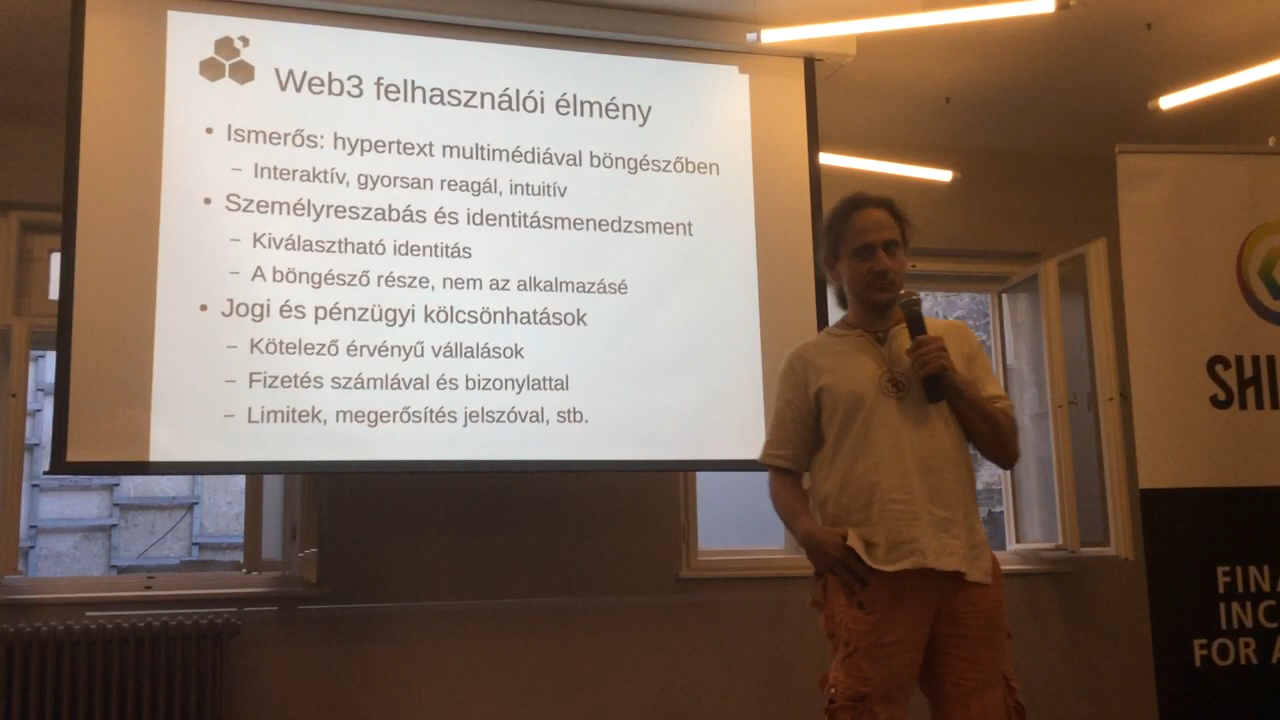 Web3 felhasználói élmény
• Ismerős: hypertext multimédiával böngészőben
– Interaktív, gyorsan reagál, intuitív
• Személyreszabás és identitásmenedzsment
– Kiválasztható identitás
– A böngésző része, nem az alkalmazásé
• Jogi és pénzügyi kölcsönhatások
– Kötelező érvényű vállalások
– Fizetés számlával és bizonylattal
– Limitek, megerősítés jelszóval, stb.
SHI
FIN
INC
FOR A